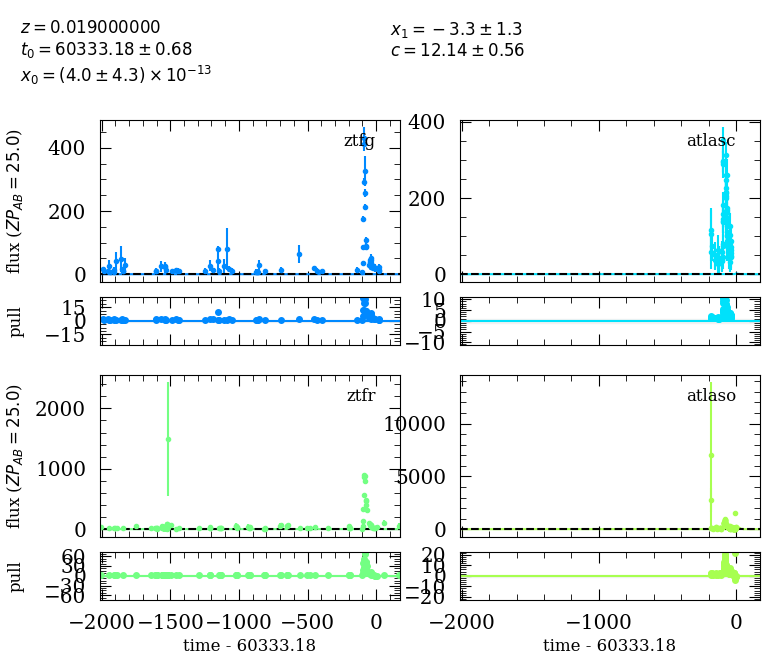 z = 0.019000000
t0 = 60333.18 ± 0.68
x0 = (4.0 ± 4.3) × 10^−13
x1 = −3.3 ± 1.3
c = 12.14 ± 0.56
ztfg
flux (ZP_AB = 25.0)
400
200
0
atlasc
400
200
0
pull
15
0
−15
10
5
0
−5
−10
ztfr
flux (ZP_AB = 25.0)
2000
1000
0
atlaso
10000
5000
0
pull
60
30
0
−30
−60
20
10
0
−10
−20
−2000 −1500 −1000 −500 0
time - 60333.18
−2000 −1000 0
time - 60333.18